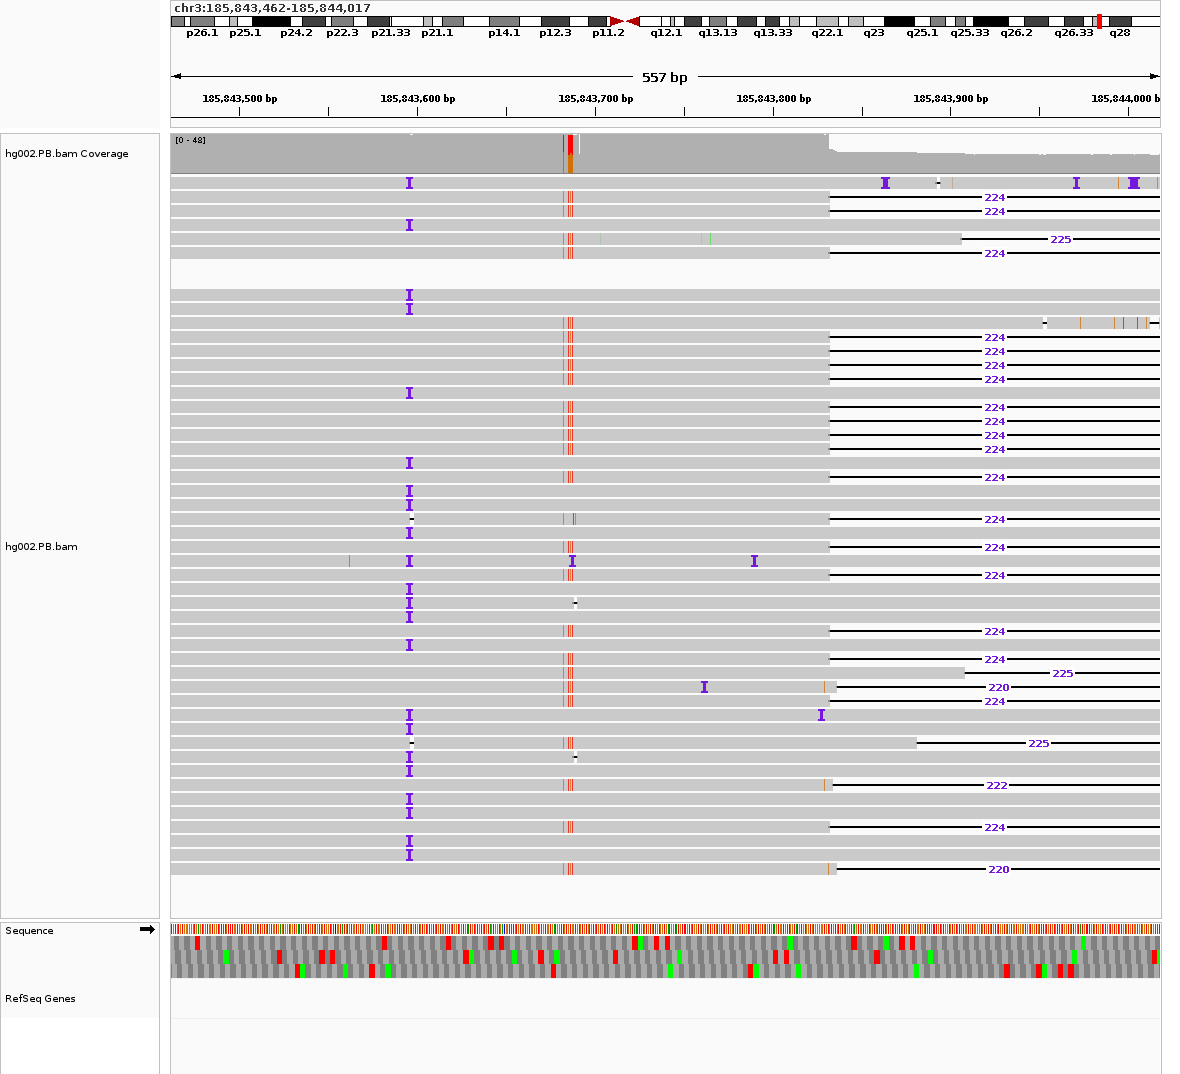 chr3:185,843,462-185,844,017
p26.1 p25.1 p24.2 p22.3 p21.33 p21.1 p14.1 p12.3 p11.2 q12.1 q13.13 q13.33 q22.1 q23 q25.1 q25.33 q26.2 q26.33 q28
557 bp
185,843,500 bp 185,843,600 bp 185,843,700 bp 185,843,800 bp 185,843,900 bp 185,844,000 b
[0 - 48]
hg002.PB.bam Coverage
224
224
225
224
224
224
224
224
224
224
224
224
224
224
hg002.PB.bam
224
224
224
224
225
220
224
225
222
224
220
Sequence
RefSeq Genes